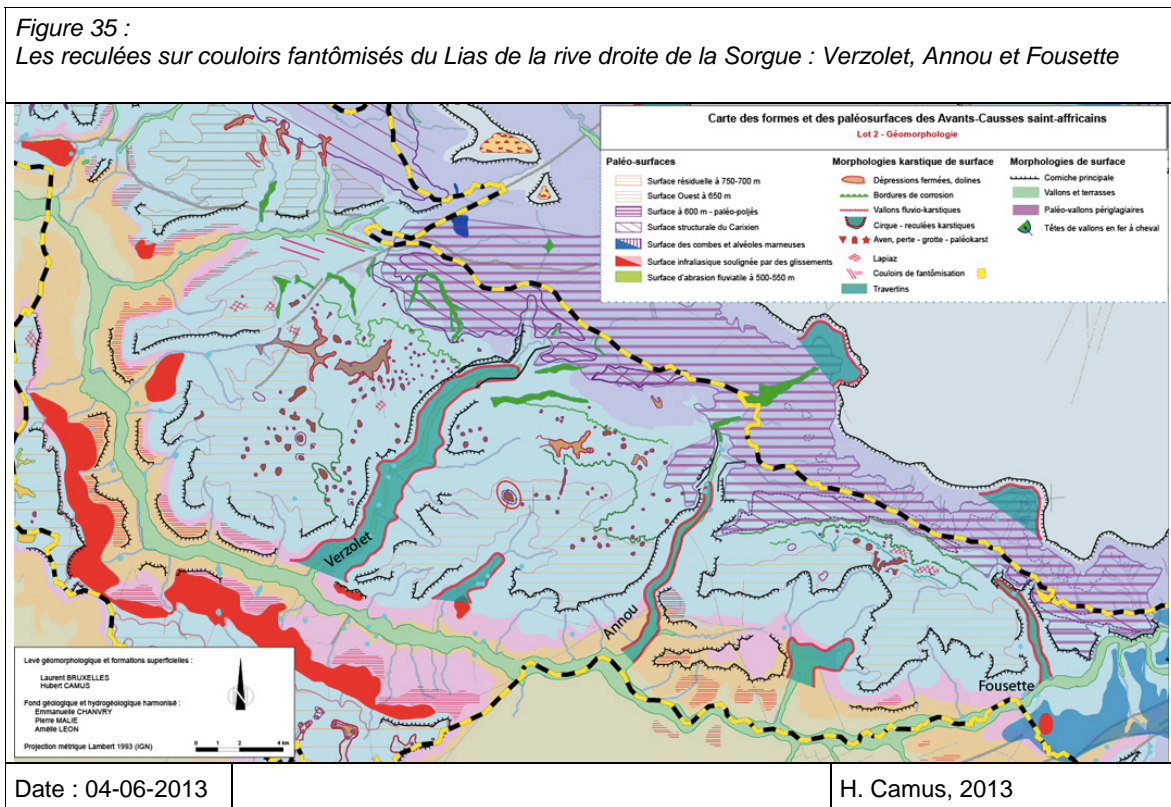 Figure 35 :
Les reculées sur couloirs fantômisés du Lias de la rive droite de la Sorgue : Verzolet, Annou et Fousette
Carte des formes et des paléosurfaces des Avants-Causses saint-affricains
Lot 2 - Géomorphologie
Paléo-surfaces
Surface résiduelle à 750-700 m
Surface Ouest à 650 m
Surface à 600 m - paléo-poljés
Surface structurale du Carixien
Surface des combes et alvéoles marneuses
Surface infraliasique soulignée par des glissements
Surface d'abrasion fluviatile à 500-550 m
Morphologies karstique de surface
Dépressions fermées, dolines
Bordures de corrosion
Vallons fluvio-karstiques
Cirque - reculées karstiques
Aven, perte - grotte - paléokarst
Lapiaz
Couloirs de fantômisation
Travertins
Morphologies de surface
Corniche principale
Vallons et terrasses
Paléo-vallons périglagiaires
Têtes de vallons en fer à cheval
Verzolet
Annou
Fousette
Levé géomorphologique et formations superficielles :
Laurent BRUXELLES
Hubert CAMUS
Fond géologique et hydrogéologique harmonisé :
Emmanuelle CHANVRY
Pierre MALIE
Amélie LEON
Projection métrique Lambert 1993 (IGN)
0 1 2 4 km
Date : 04-06-2013
H. Camus, 2013